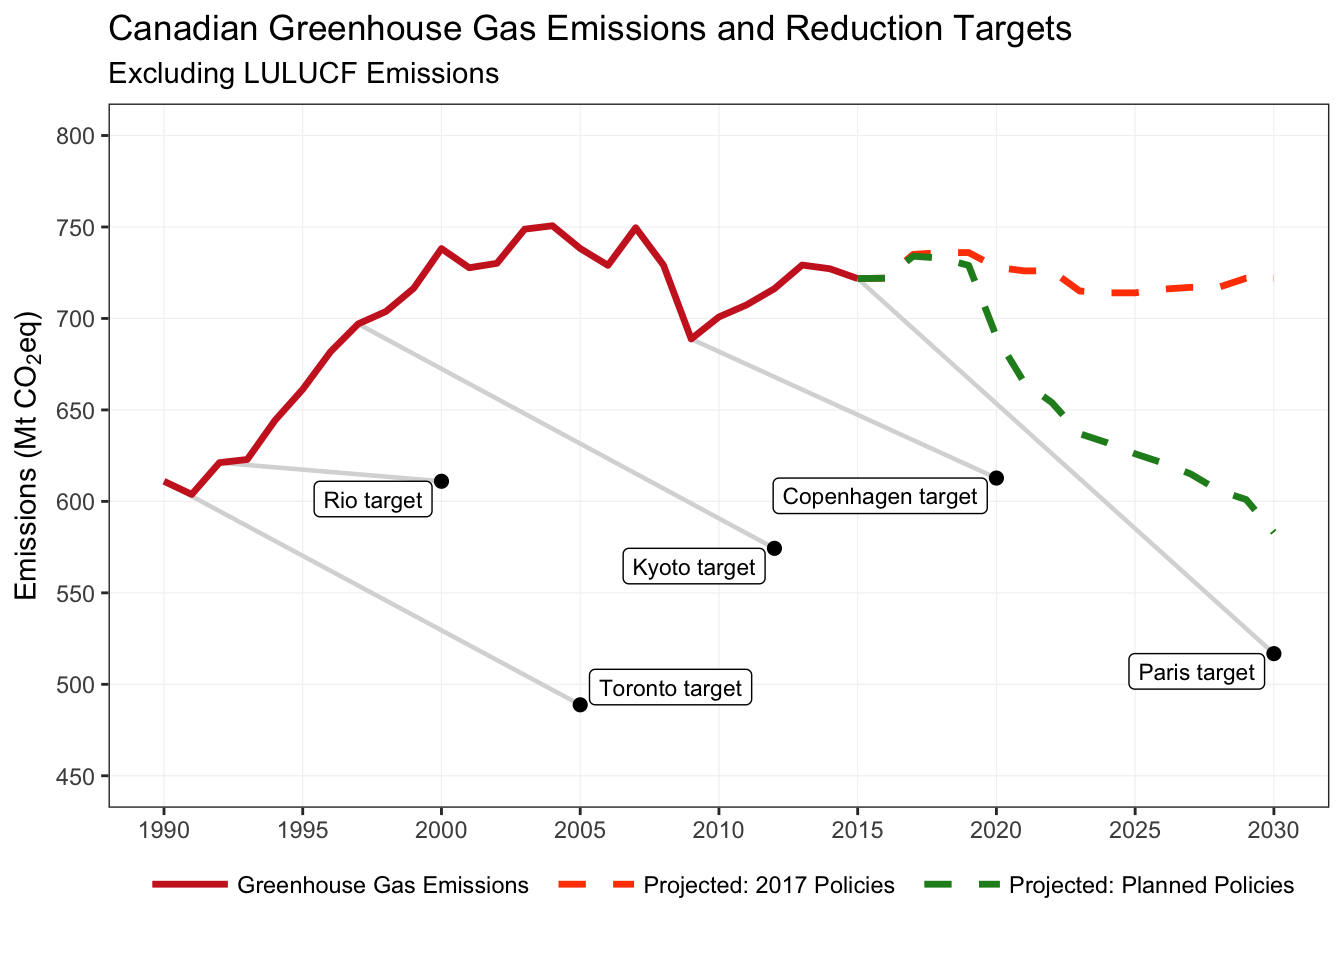 Canadian Greenhouse Gas Emissions and Reduction Targets
Excluding LULUCF Emissions
Emissions (Mt CO₂eq)
800
750
700
650
600
550
500
450
Rio target
Copenhagen target
Kyoto target
Paris target
Toronto target
1990 1995 2000 2005 2010 2015 2020 2025 2030
Greenhouse Gas Emissions Projected: 2017 Policies Projected: Planned Policies